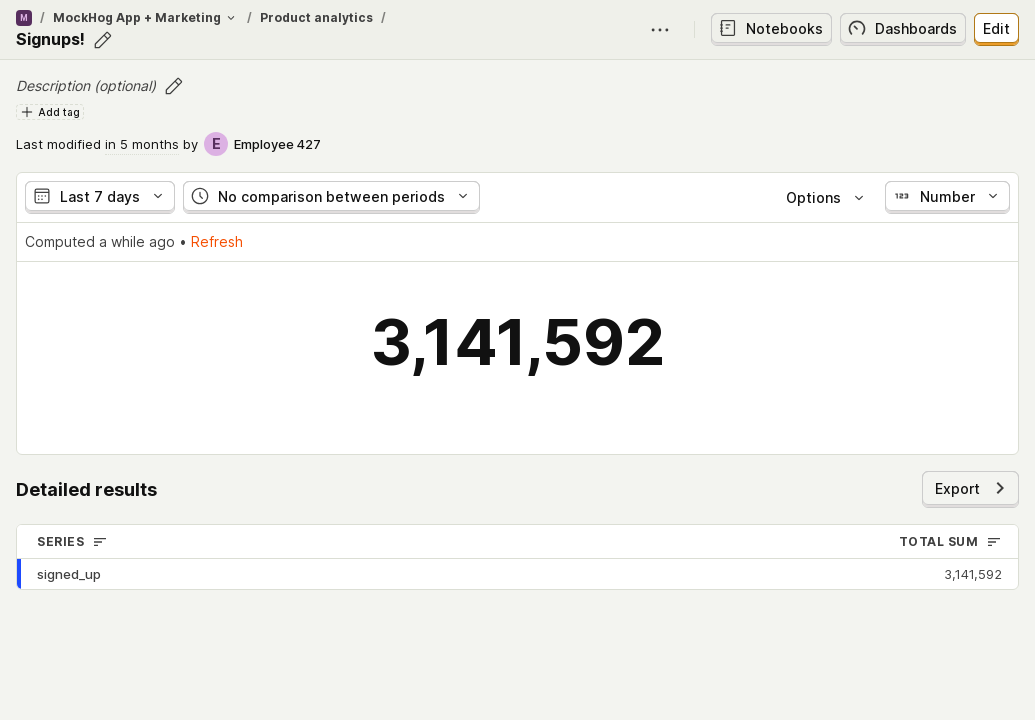 M / MockHog App + Marketing / Product analytics /
Signups!
Notebooks
Dashboards
Edit
Description (optional)
Add tag
Last modified in 5 months by E Employee 427
Last 7 days
No comparison between periods
Options
123 Number
Computed a while ago • Refresh
3,141,592
Detailed results
Export
SERIES
TOTAL SUM
signed_up
3,141,592